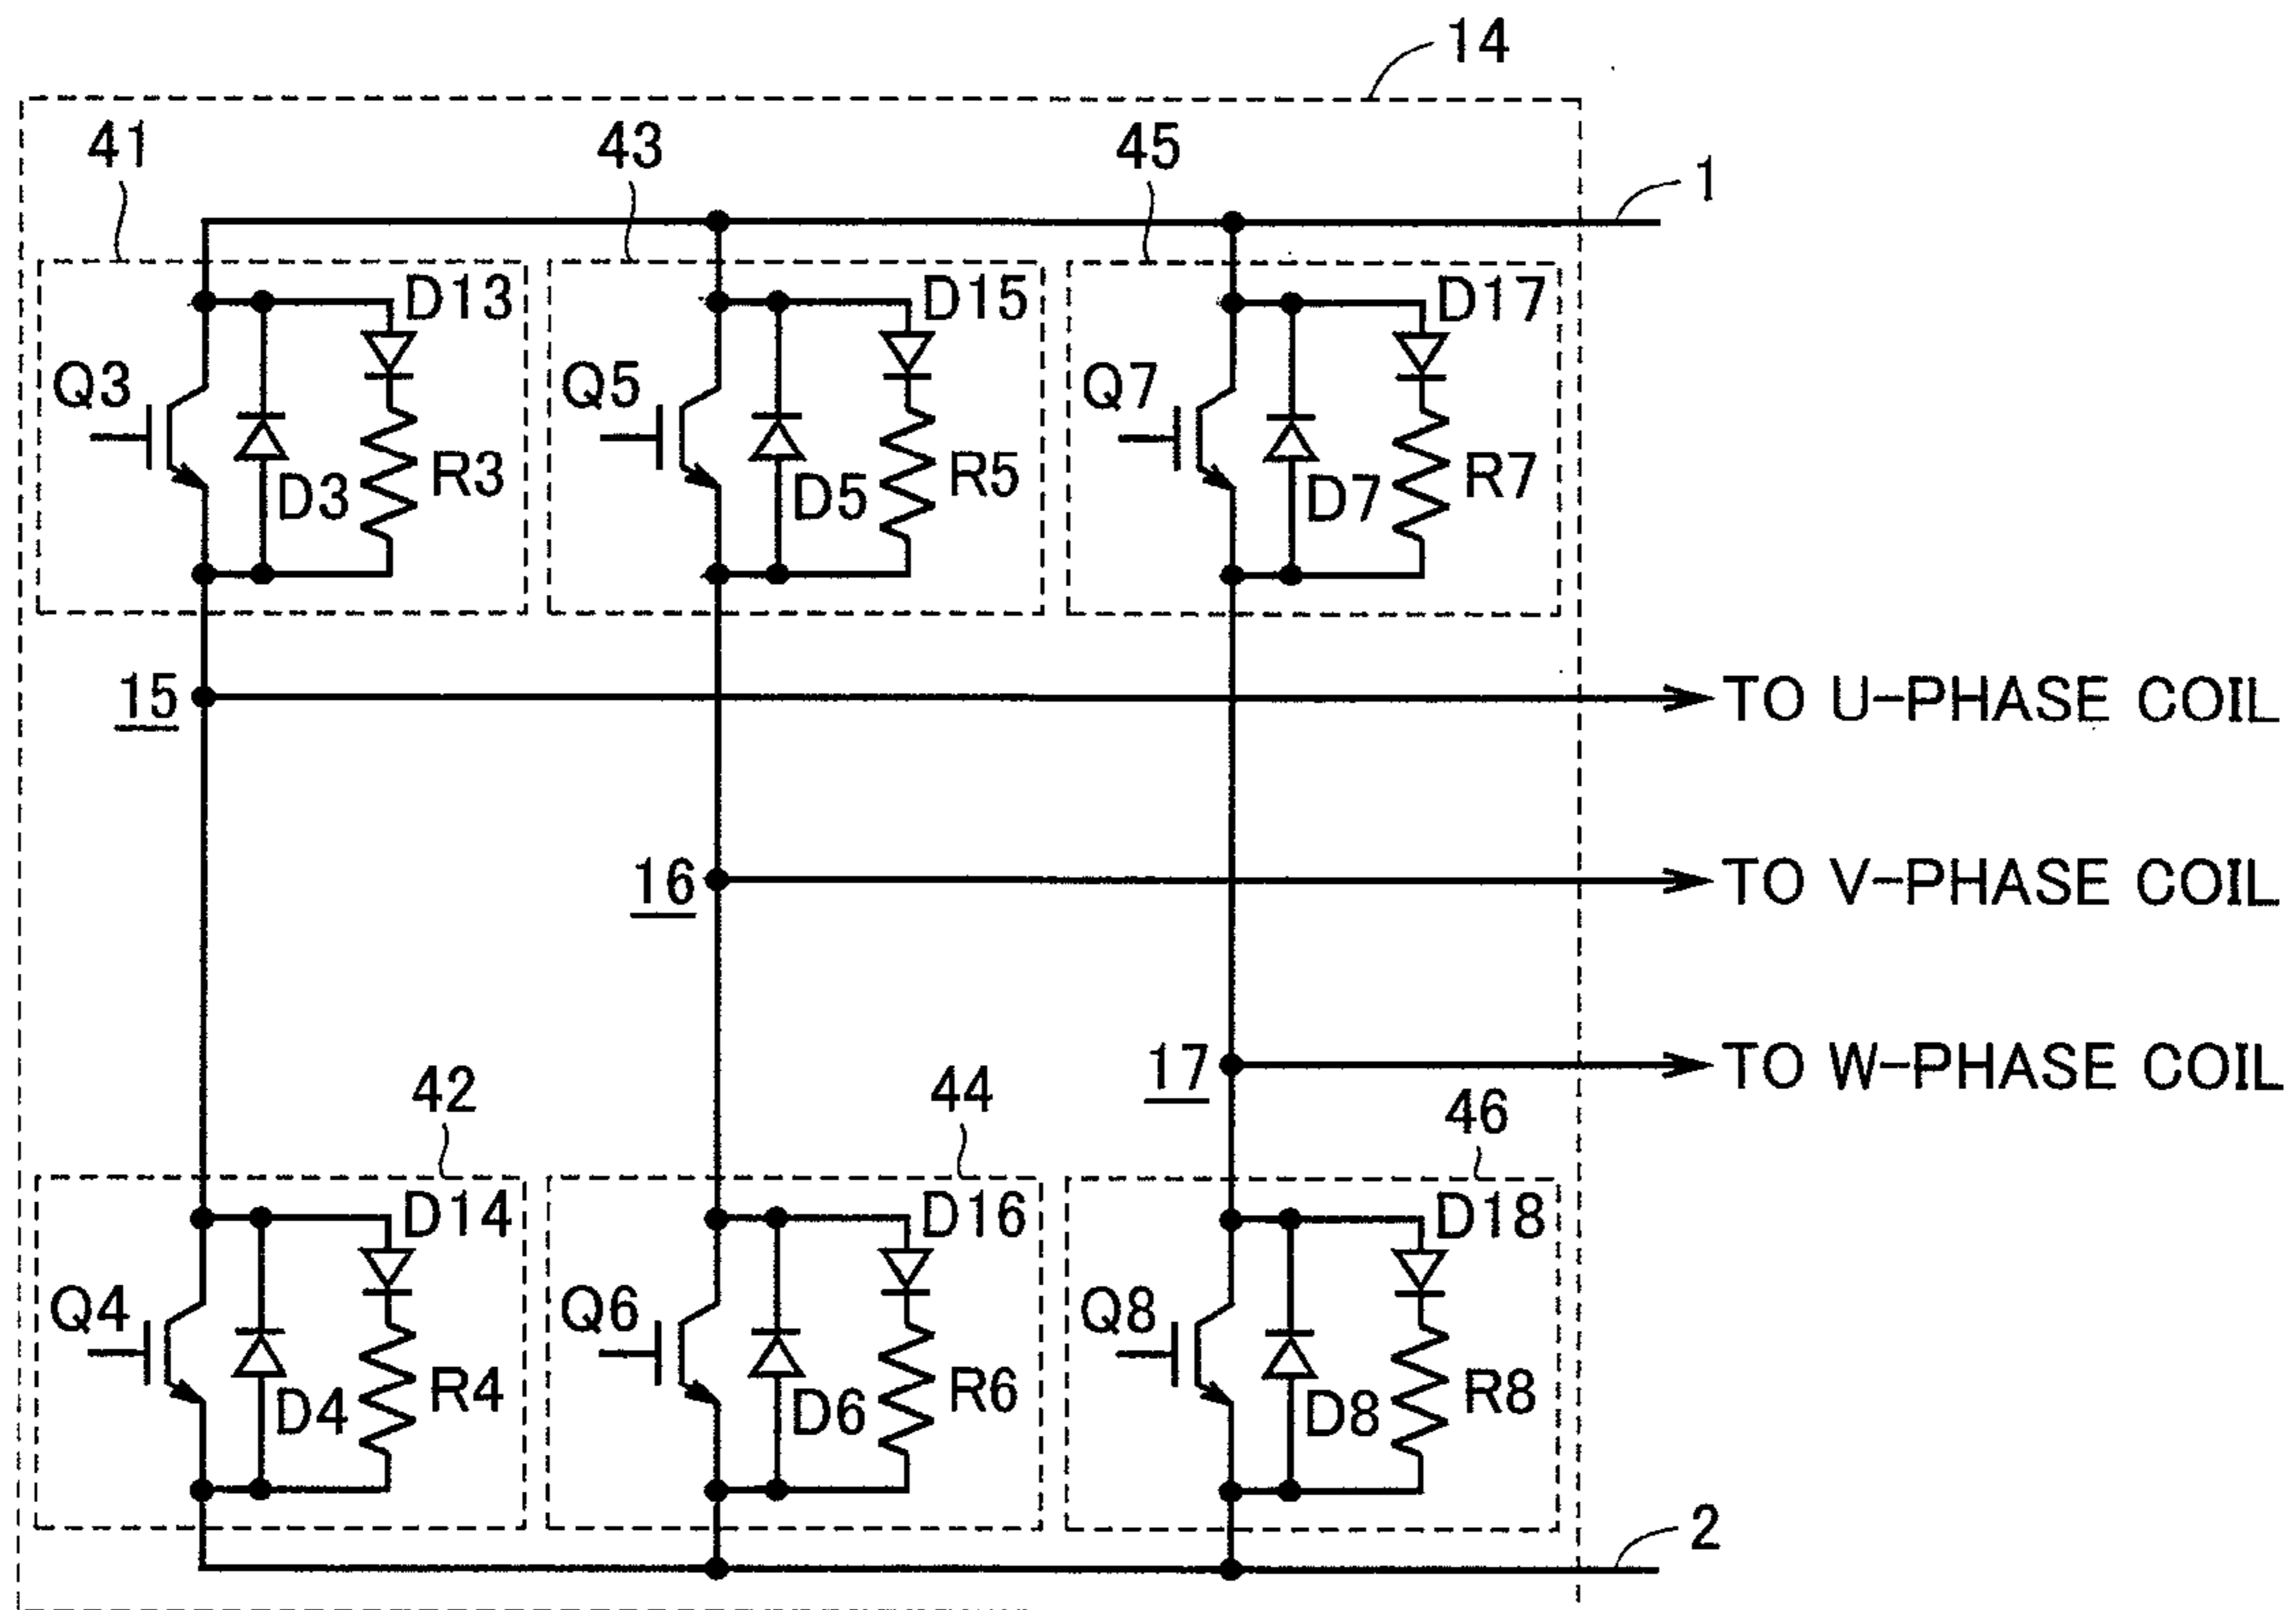 14
41
43
45
1
D13
D15
D17
Q3
Q5
Q7
D3
R3
D5
R5
D7
R7
15
TO U-PHASE COIL
16
TO V-PHASE COIL
17
TO W-PHASE COIL
42
44
46
D14
D16
D18
Q4
Q6
Q8
D4
R4
D6
R6
D8
R8
2